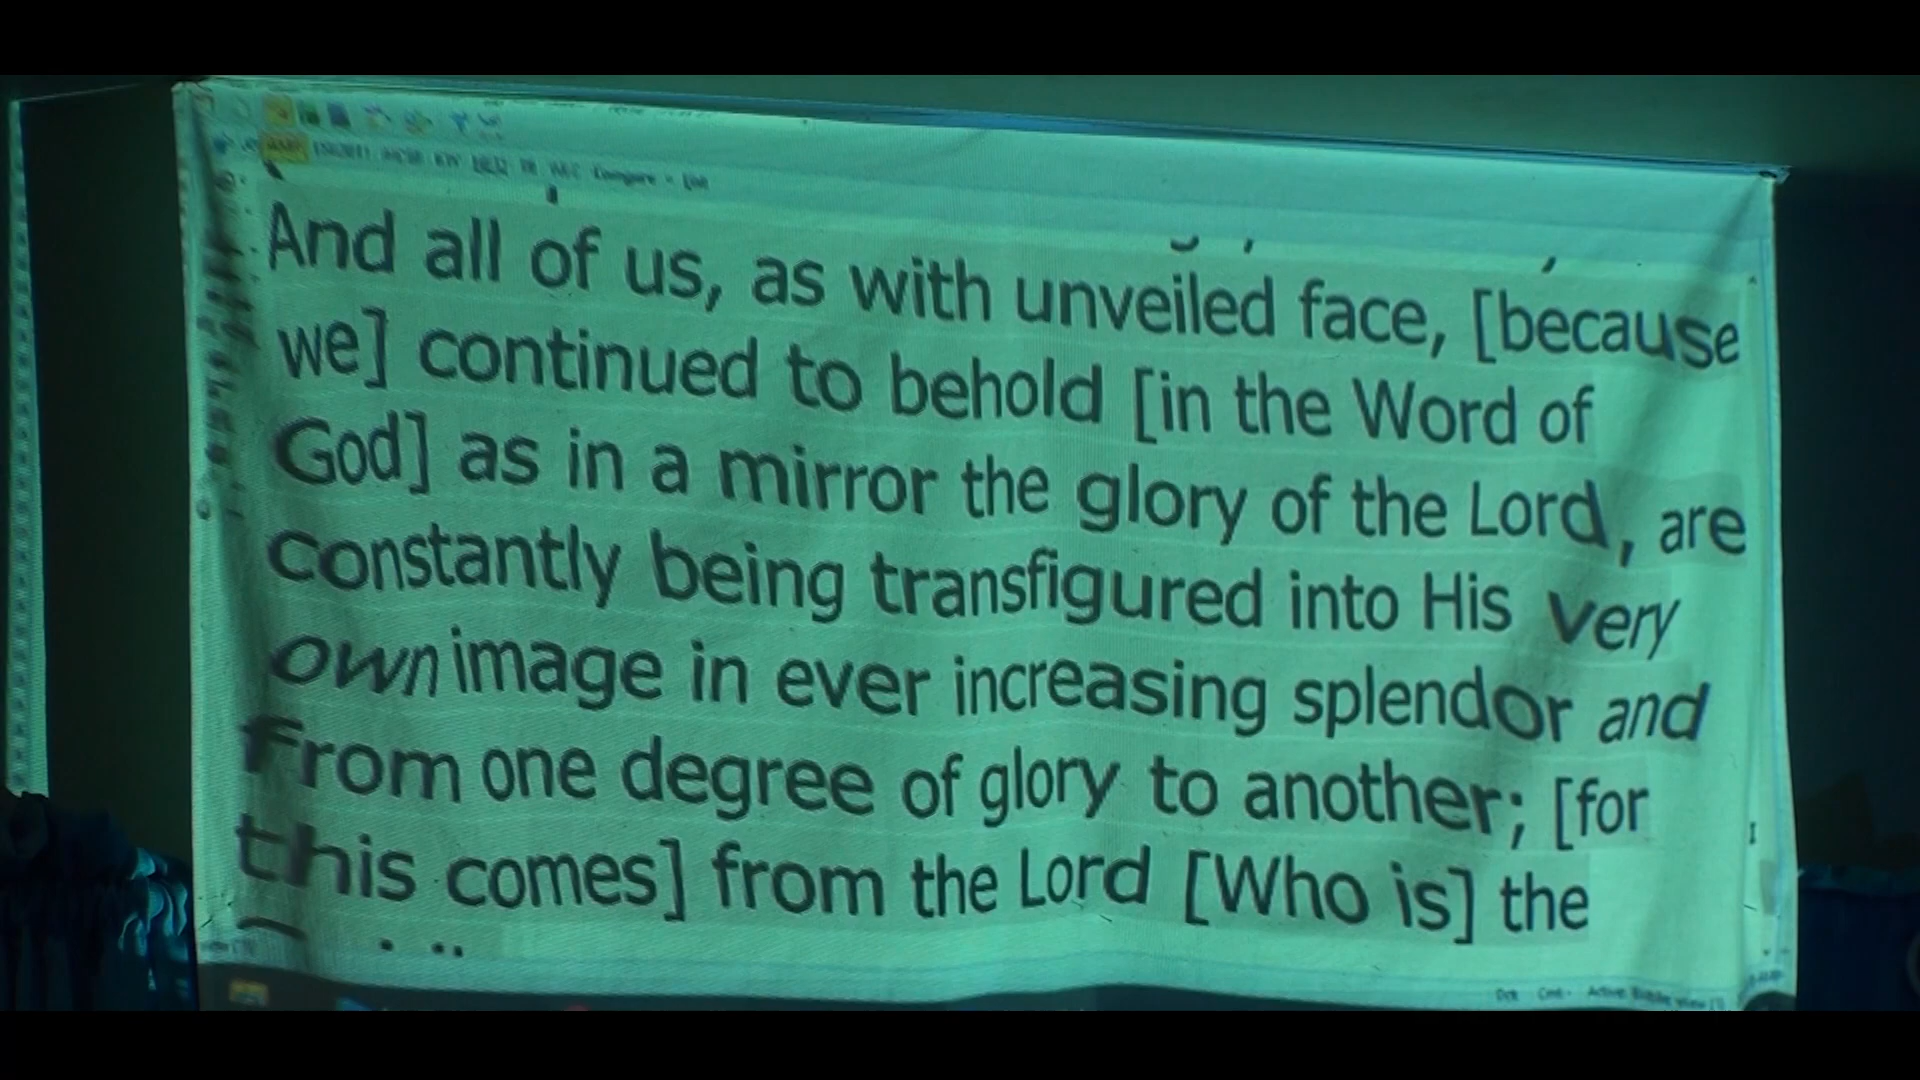 Compare
And all of us, as with unveiled face, [because
we] continued to behold [in the Word of
God] as in a mirror the glory of the Lord, are
constantly being transfigured into His very
own image in ever increasing splendor and
from one degree of glory to another; [for
this comes] from the Lord [Who is] the